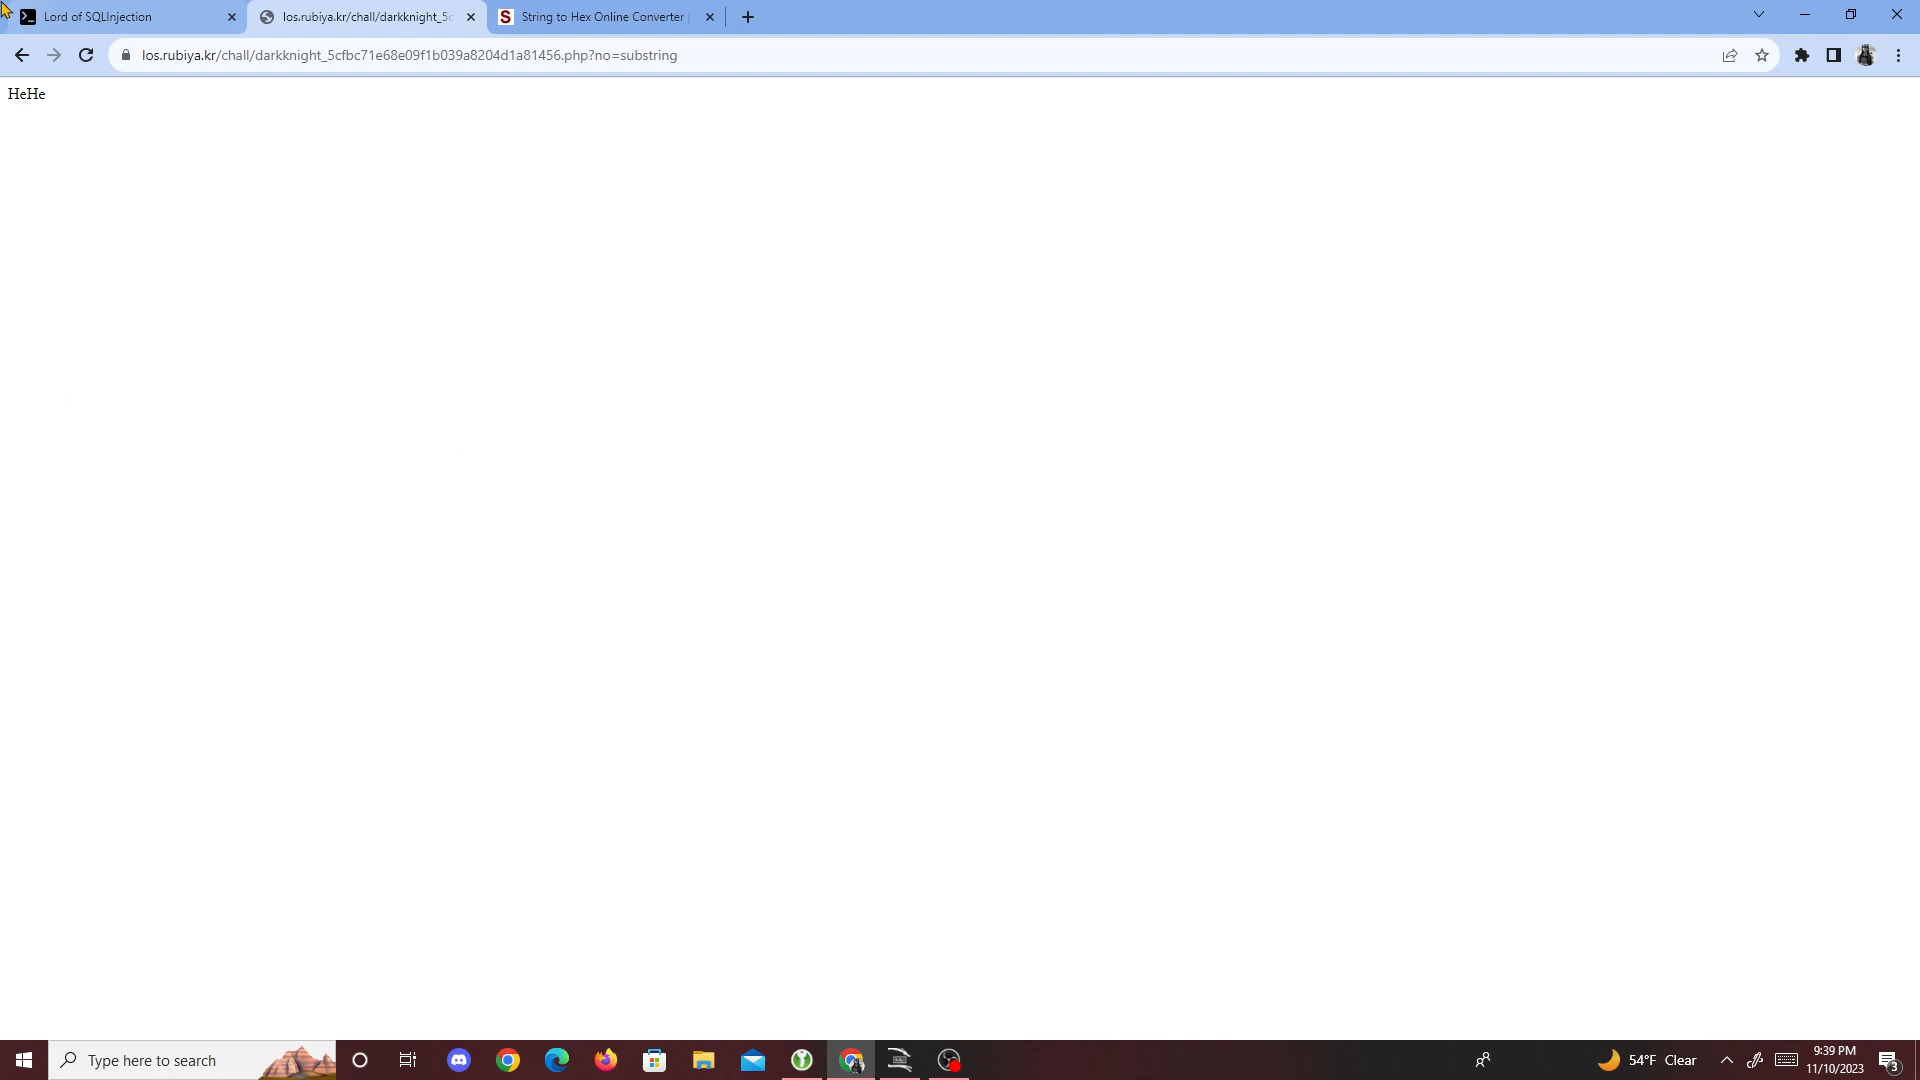 Lord of SQLInjection
los.rubiya.kr/chall/darkknight_5c
String to Hex Online Converter |
los.rubiya.kr/chall/darkknight_5cfbc71e68e09f1b039a8204d1a81456.php?no=substring
HeHe
Type here to search
54°F Clear
9:39 PM
11/10/2023
3